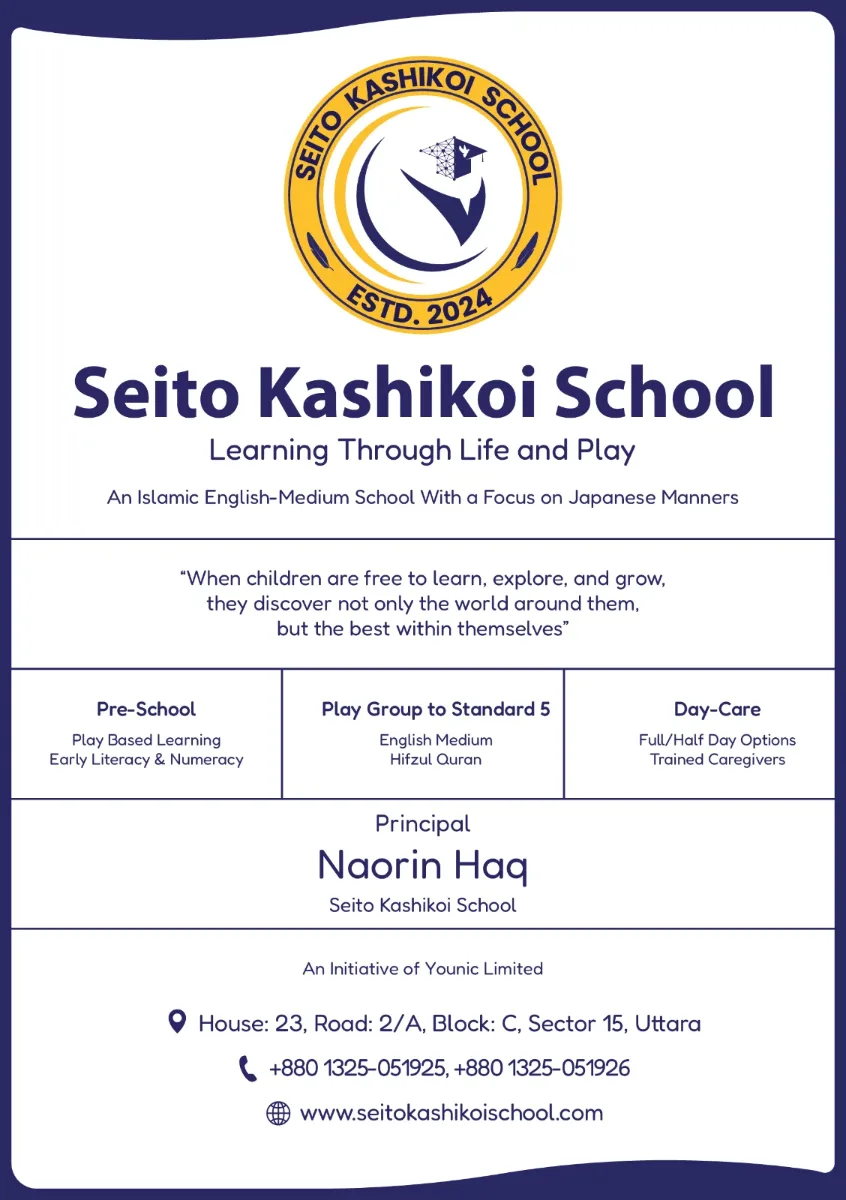 SEITO KASHIKOI SCHOOL
ESTD. 2024
Seito Kashikoi School
Learning Through Life and Play
An Islamic English-Medium School With a Focus on Japanese Manners
“When children are free to learn, explore, and grow,
they discover not only the world around them,
but the best within themselves”
Pre-School
Play Based Learning
Early Literacy & Numeracy
Play Group to Standard 5
English Medium
Hifzul Quran
Day-Care
Full/Half Day Options
Trained Caregivers
Principal
Naorin Haq
Seito Kashikoi School
An Initiative of Younic Limited
House: 23, Road: 2/A, Block: C, Sector 15, Uttara
+880 1325-051925, +880 1325-051926
www.seitokashikoischool.com